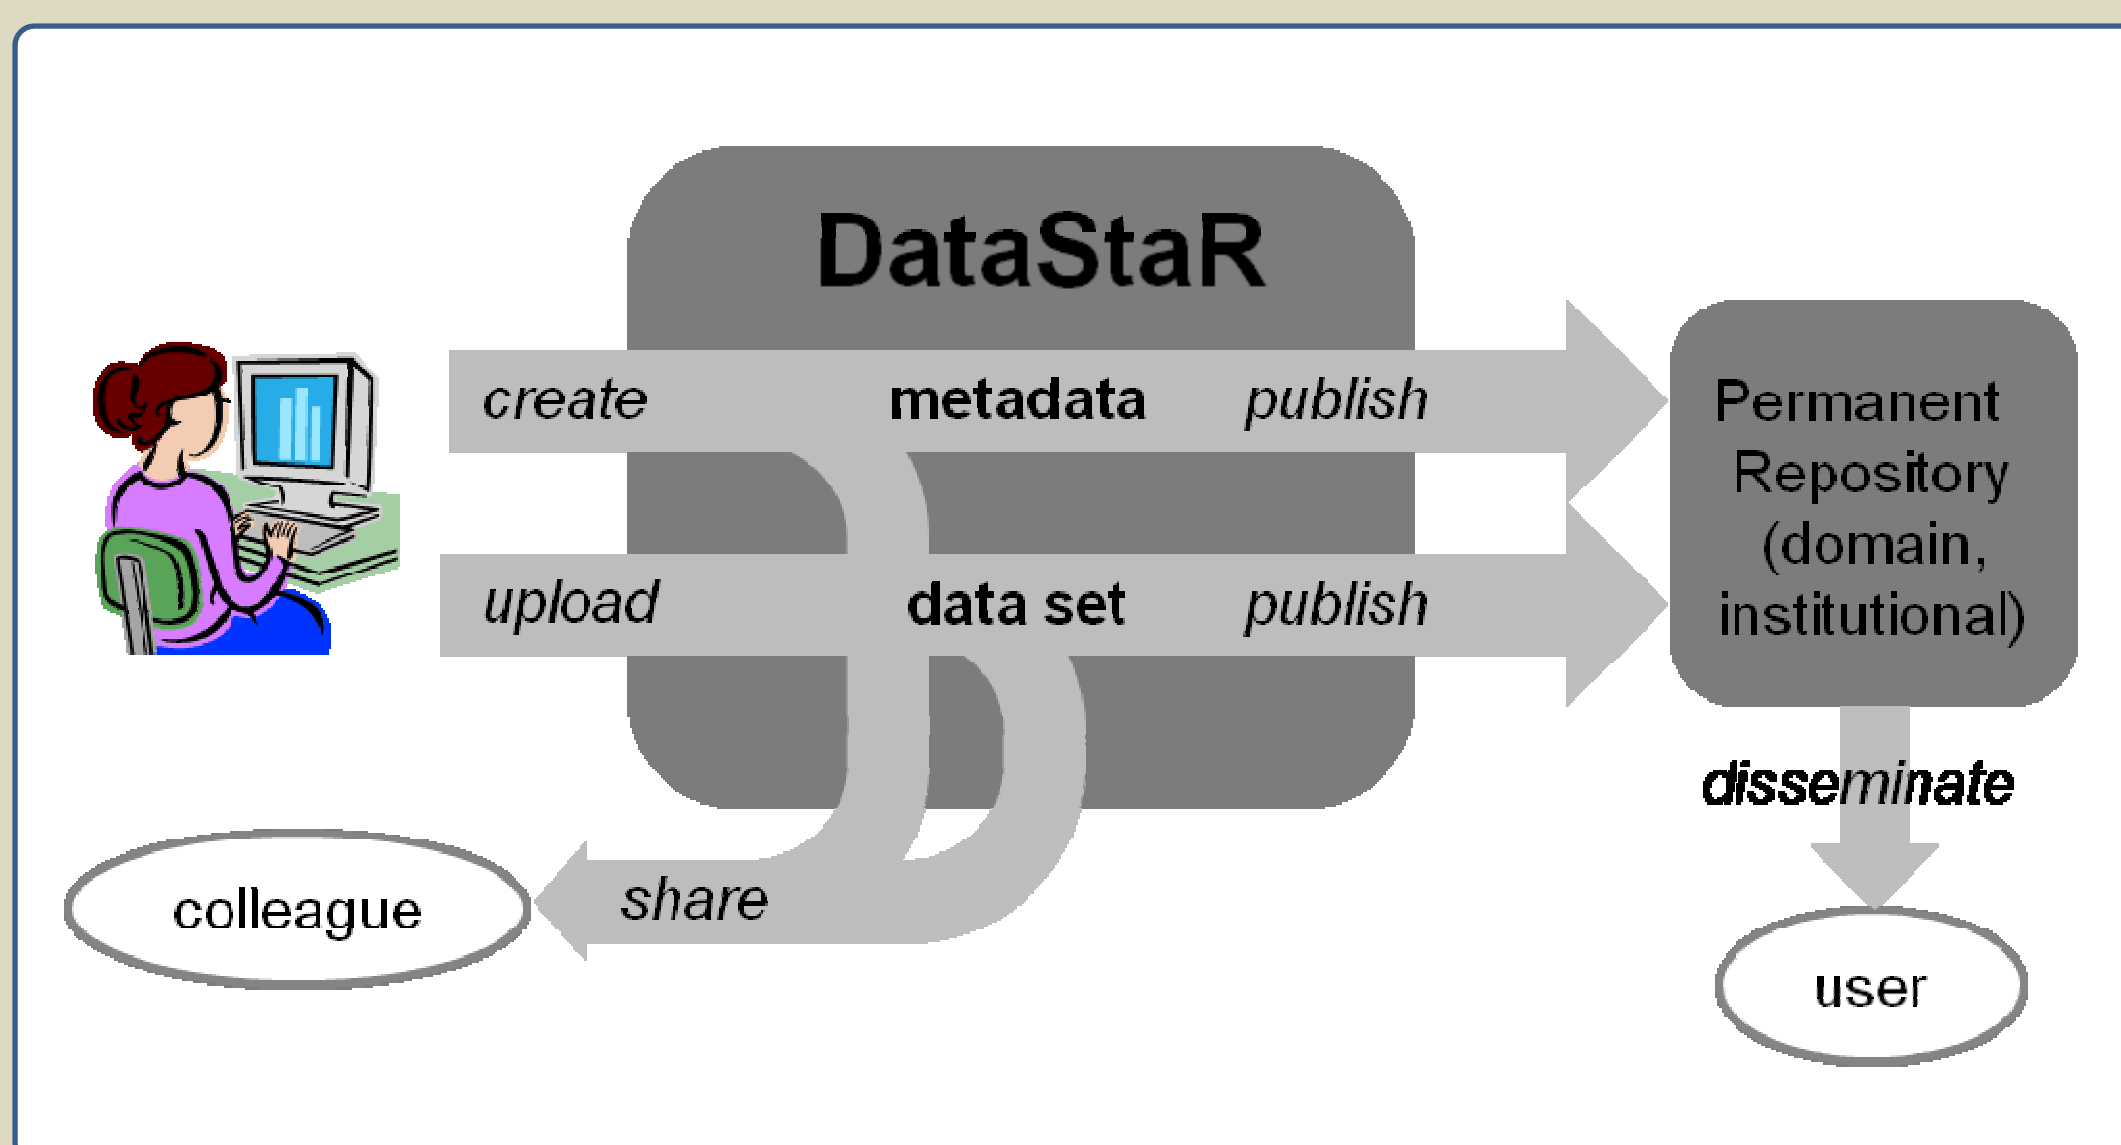 DataStaR
create metadata publish
upload data set publish
Permanent
Repository
(domain,
institutional)
disseminate
share
colleague
user